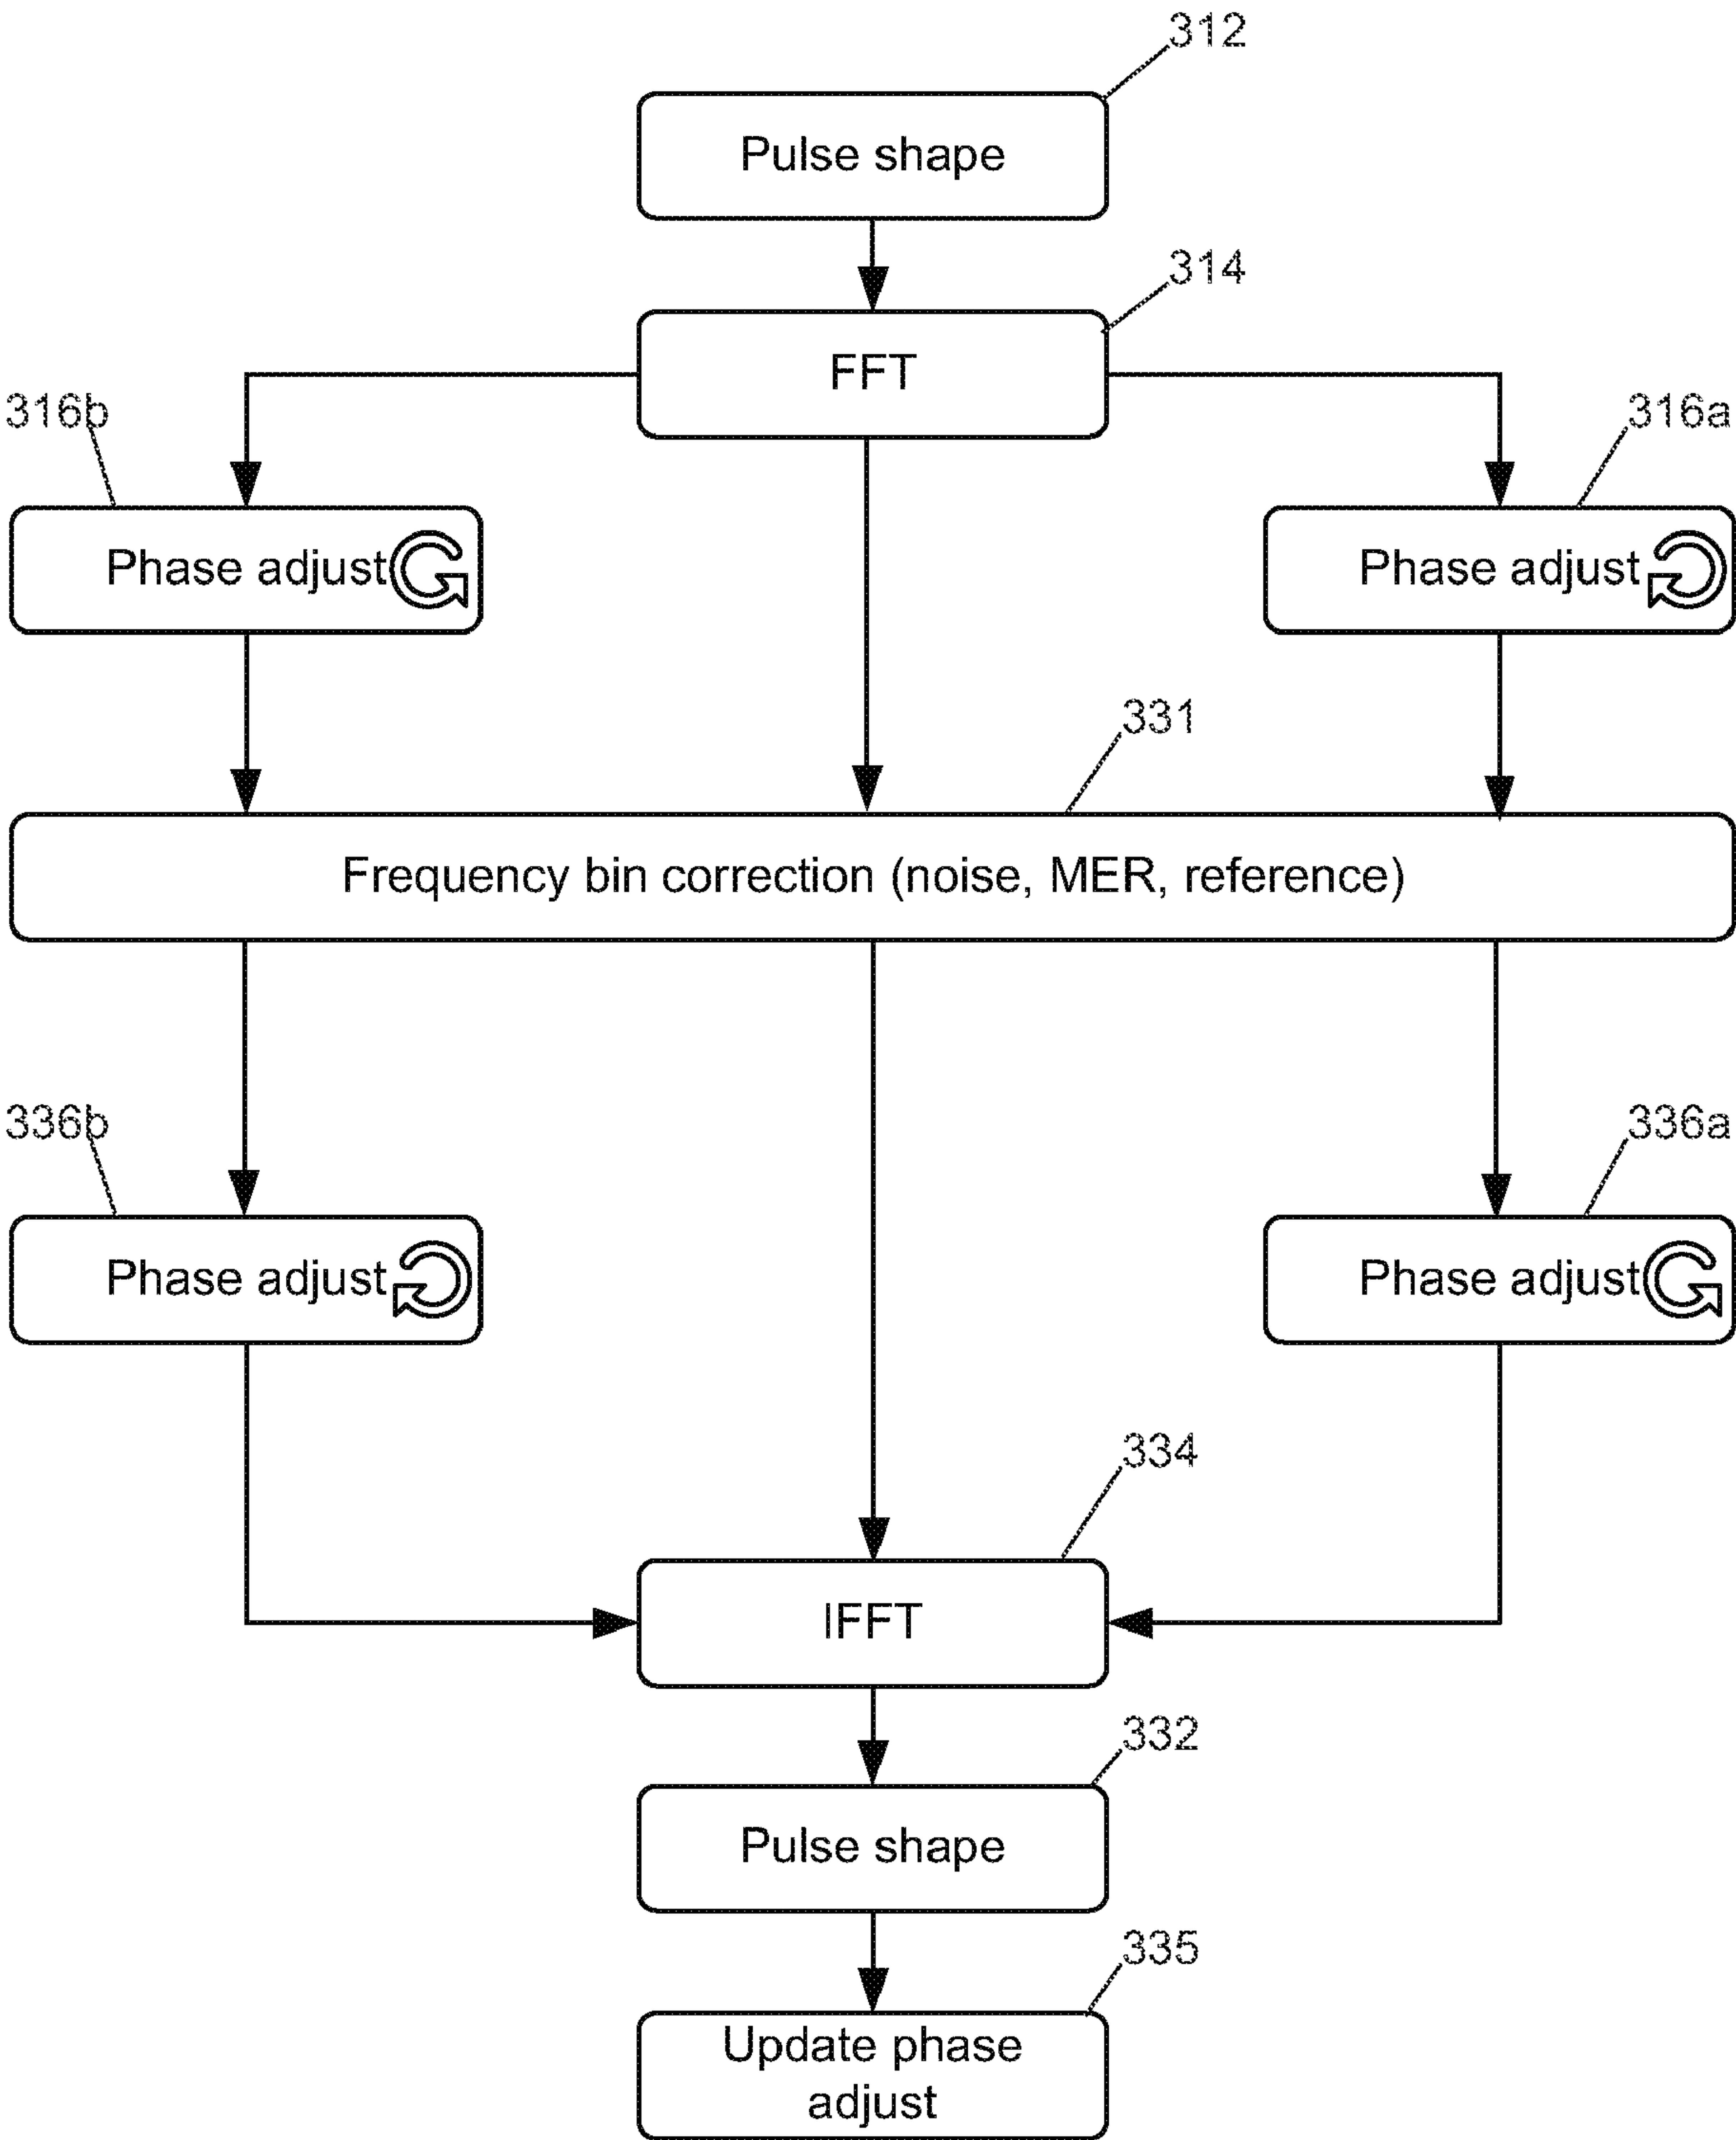 312
Pulse shape
314
FFT
316b
316a
Phase adjust
Phase adjust
331
Frequency bin correction (noise, MER, reference)
336b
336a
Phase adjust
Phase adjust
334
IFFT
332
Pulse shape
335
Update phase
adjust